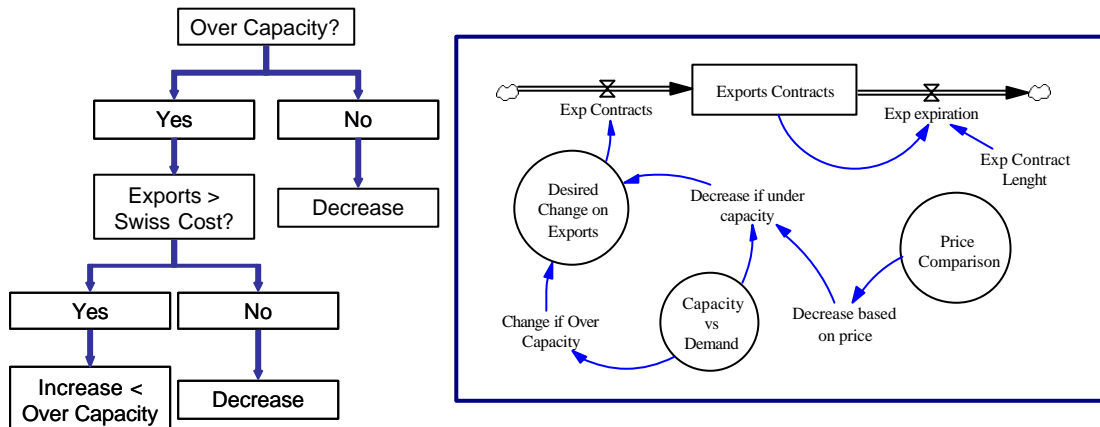 Over Capacity?
Yes
No
Exports >
Swiss Cost?
Decrease
Yes
No
Increase <
Over Capacity
Decrease
Exports Contracts
Exp Contracts
Exp expiration
Exp Contract
Lenght
Desired
Change on
Exports
Decrease if under
capacity
Price
Comparison
Change if Over
Capacity
Capacity
vs
Demand
Decrease based
on price